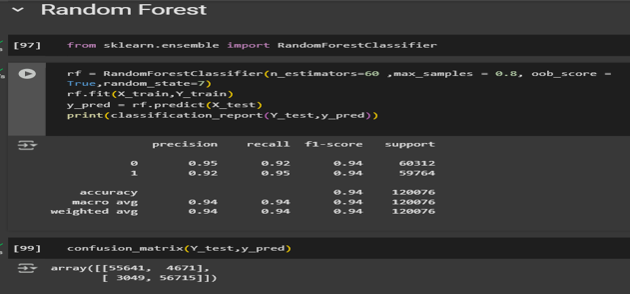 Random Forest
[97] from sklearn.ensemble import RandomForestClassifier
rf = RandomForestClassifier(n_estimators=60 ,max_samples = 0.8, oob_score =
True,random_state=7)
rf.fit(X_train,Y_train)
y_pred = rf.predict(X_test)
print(classification_report(Y_test,y_pred))
precision recall f1-score support
0 0.95 0.92 0.94 60312
1 0.92 0.95 0.94 59764
accuracy 0.94 120076
macro avg 0.94 0.94 0.94 120076
weighted avg 0.94 0.94 0.94 120076
[99] confusion_matrix(Y_test,y_pred)
array([[55641, 4671],
[ 3049, 56715]])